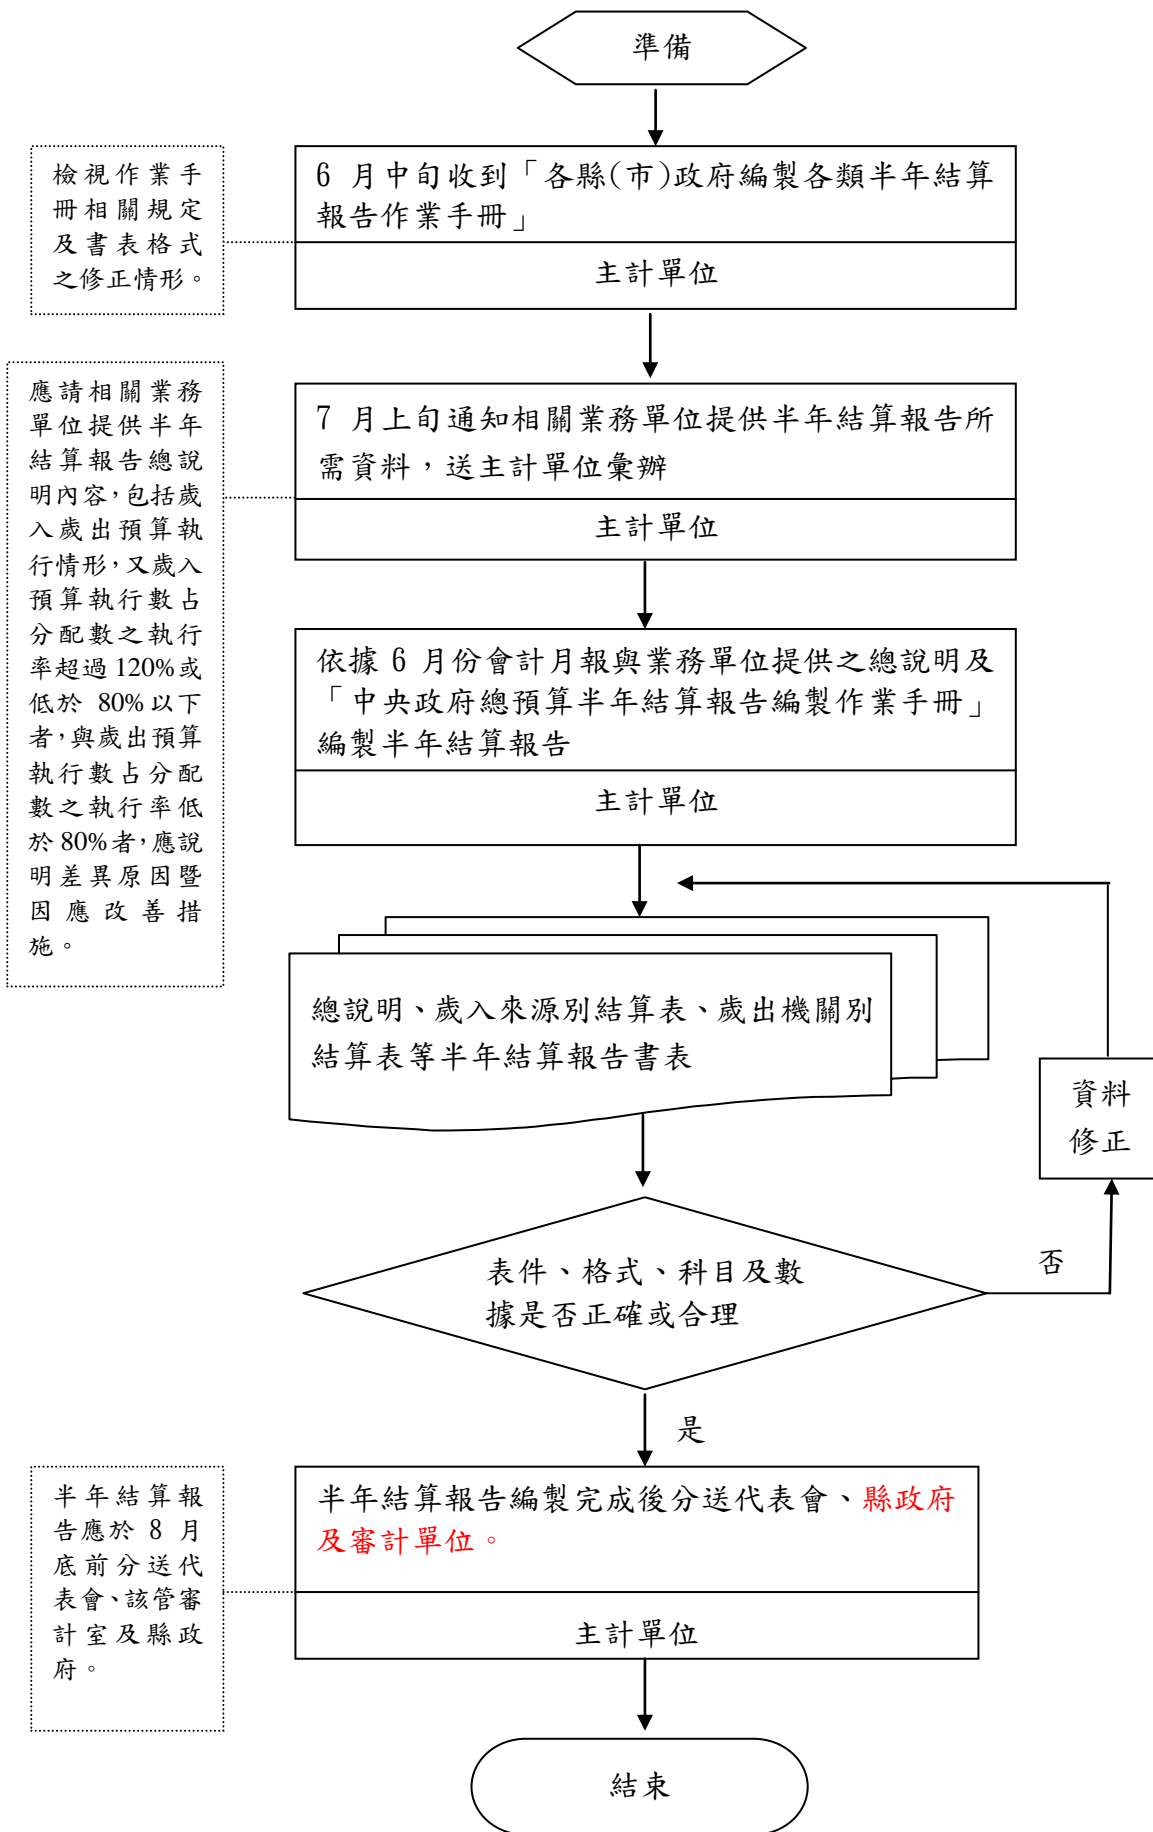 準備
檢視作業手
冊相關規定
及書表格式
之修正情形。
6 月中旬收到「各縣(市)政府編製各類半年結算
報告作業手冊」
主計單位
應請相關業務
單位提供半年
結算報告總說
明內容，包括歲
入歲出預算執
行情形，又歲入
預算執行數占
分配數之執行
率超過 120%或
低於 80%以下
者，與歲出預算
執行數占分配
數之執行率低
於 80%者，應說
明差異原因暨
因應改善措
施。
7 月上旬通知相關業務單位提供半年結算報告所
需資料，送主計單位彙辦
主計單位
依據 6 月份會計月報與業務單位提供之總說明及
「中央政府總預算半年結算報告編製作業手冊」
編製半年結算報告
主計單位
總說明、歲入來源別結算表、歲出機關別
結算表等半年結算報告書表
資料
修正
表件、格式、科目及數
據是否正確或合理
否
是
半年結算報
告應於 8 月
底前分送代
表會、該管審
計室及縣政
府。
半年結算報告編製完成後分送代表會、縣政府
及審計單位。
主計單位
結束